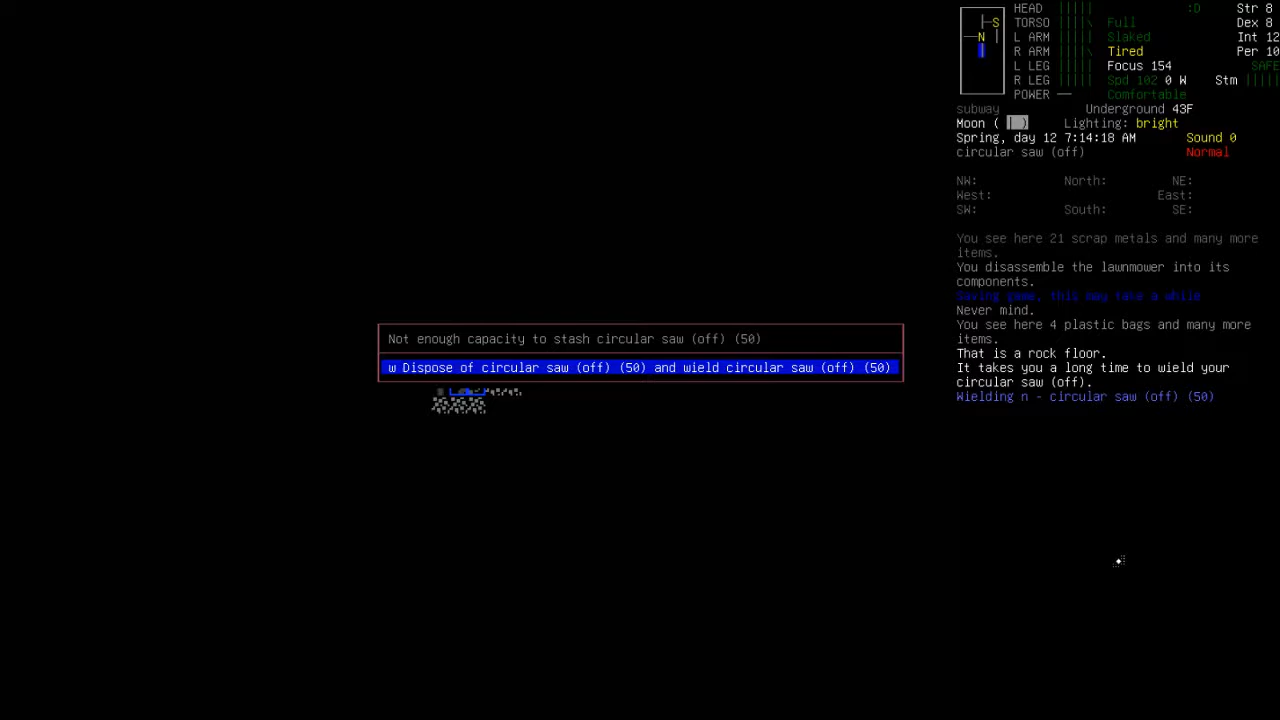 HEAD ||||| :D Str 8
TORSO ||||\ Full Dex 8
L ARM ||||| Slaked Int 12
R ARM ||||\ Tired Per 10
L LEG ||||| Focus 154 SAFE
R LEG ||||| Spd 102 0 W Stm |||||
POWER — Comfortable
S
N
subway Underground 43F
Moon ( | ) Lighting: bright
Spring, day 12 7:14:18 AM Sound 0
circular saw (off) Normal
NW: North: NE:
West: East:
SW: South: SE:
You see here 21 scrap metals and many more
items.
You disassemble the lawnmower into its
components.
Saving game, this may take a while
Never mind.
You see here 4 plastic bags and many more
items.
That is a rock floor.
It takes you a long time to wield your
circular saw (off).
Wielding n - circular saw (off) (50)
Not enough capacity to stash circular saw (off) (50)
w Dispose of circular saw (off) (50) and wield circular saw (off) (50)